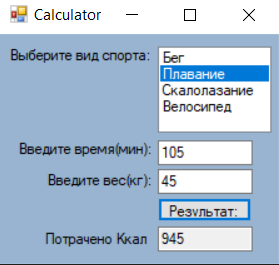 Calculator
Выберите вид спорта:
Бег
Плавание
Скалолазание
Велосипед
Введите время(мин): 105
Введите вес(кг): 45
Результат:
Потрачено Ккал 945